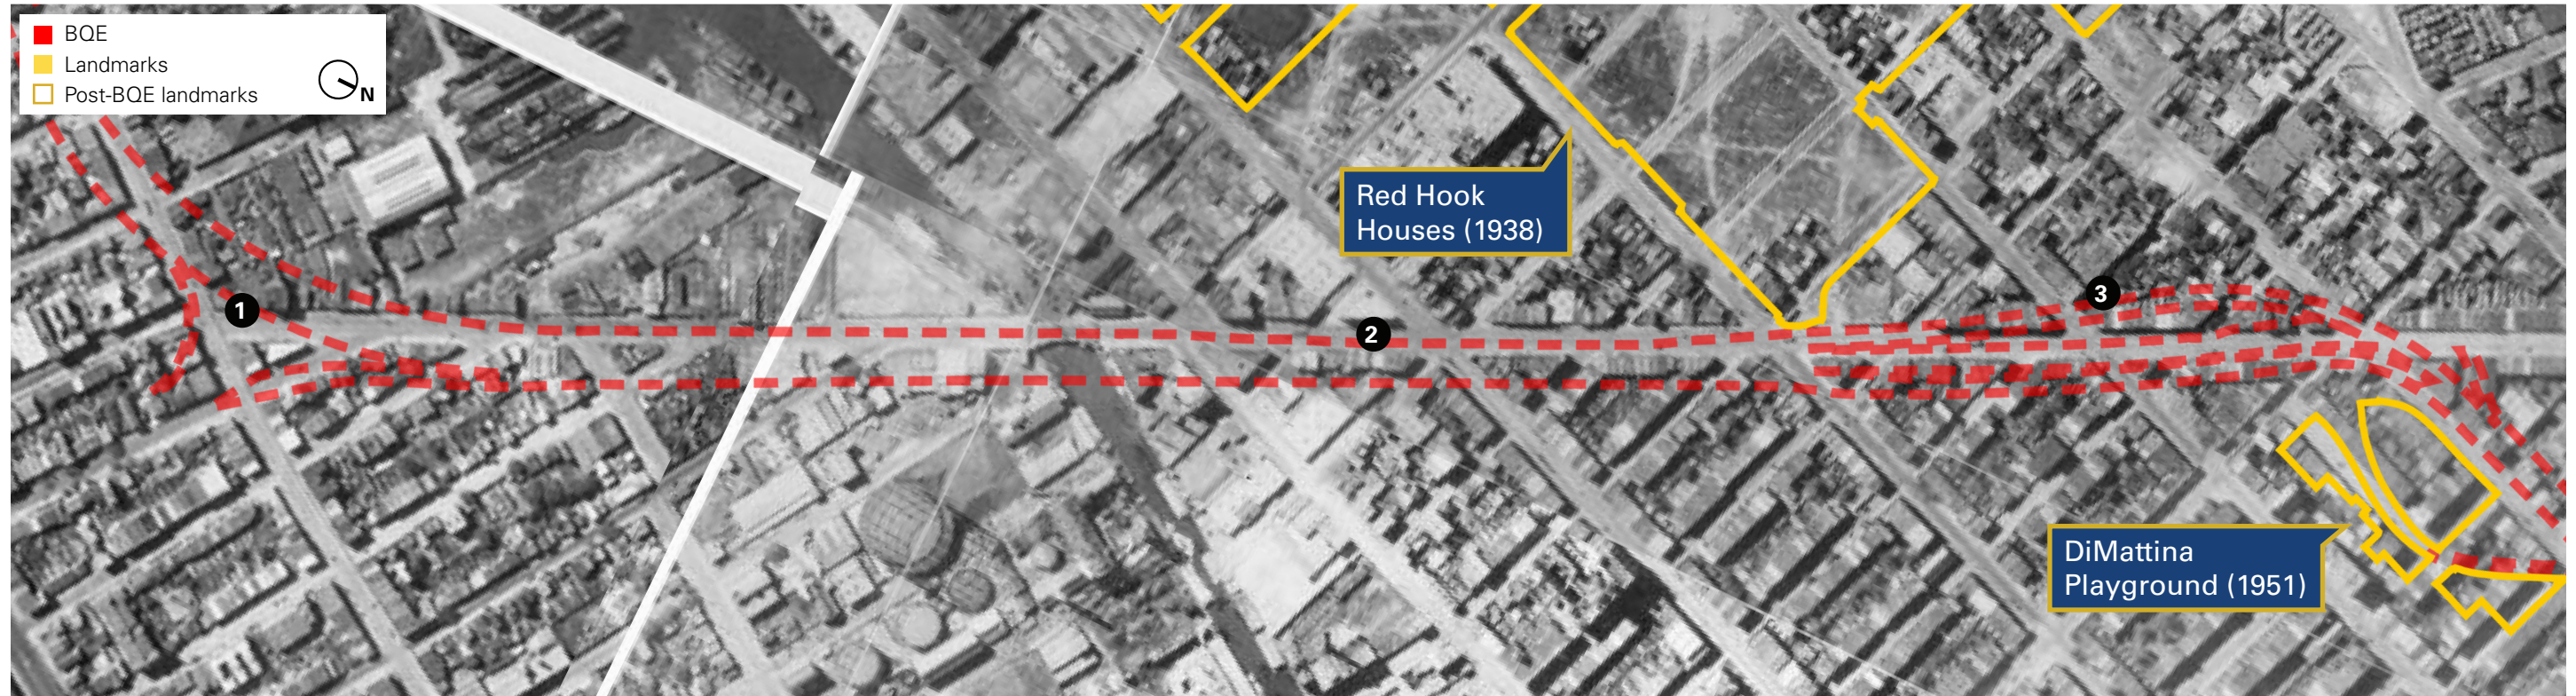 BQE
Landmarks
Post-BQE landmarks
N
Red Hook
Houses (1938)
1
2
3
DiMattina
Playground (1951)